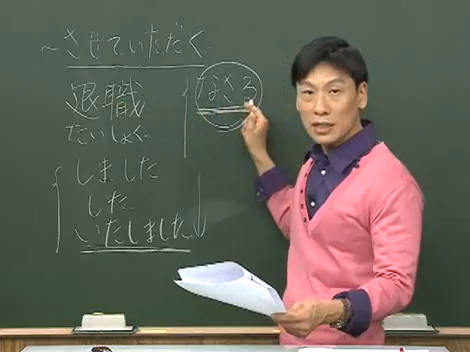 ～させていただく
退職
たいしょく
なさる
しました
した
いたしました